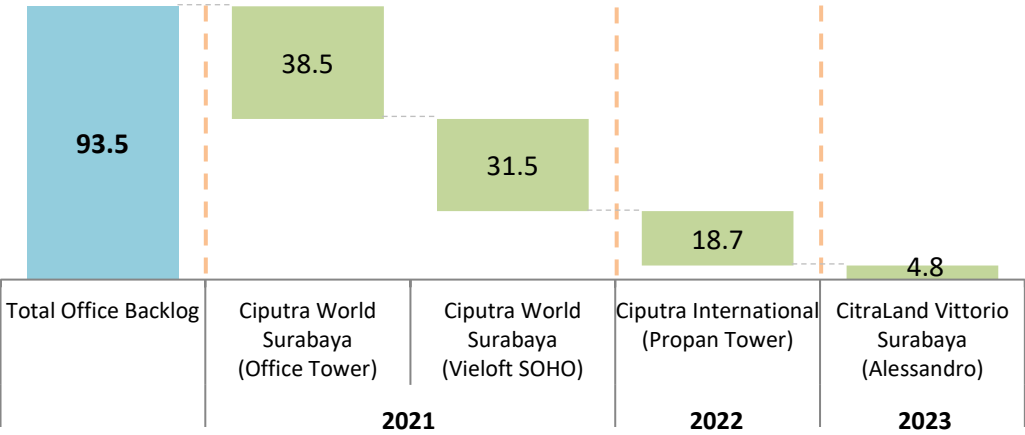 38.5
93.5
31.5
18.7
4.8
Total Office Backlog
Ciputra World
Surabaya
(Office Tower)
Ciputra World
Surabaya
(Vieloft SOHO)
Ciputra International
(Propan Tower)
CitraLand Vittorio
Surabaya
(Alessandro)
2021
2022
2023